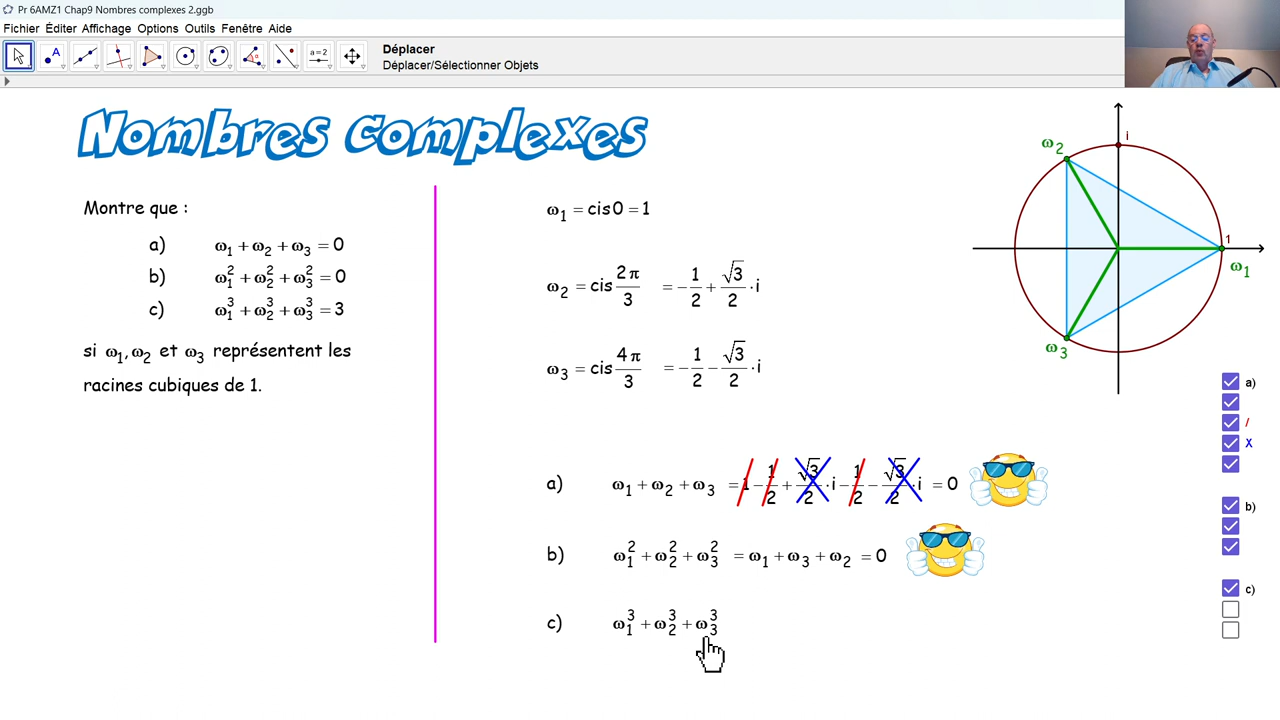 Pr 6AMZ1 Chap9 Nombres complexes 2.ggb
Fichier Éditer Affichage Options Outils Fenêtre Aide
A
a=2
Déplacer
Déplacer/Sélectionner Objets
Nombres complexes
Montre que :
a) ω₁ + ω₂ + ω₃ = 0
b) ω₁² + ω₂² + ω₃² = 0
c) ω₁³ + ω₂³ + ω₃³ = 3
si ω₁, ω₂ et ω₃ représentent les
racines cubiques de 1.
ω₁ = cis 0 = 1
ω₂ = cis 2π/3 = -1/2 + √3/2 · i
ω₃ = cis 4π/3 = -1/2 - √3/2 · i
a) ω₁ + ω₂ + ω₃ = 1 - 1/2 + √3/2 · i - 1/2 - √3/2 · i = 0
b) ω₁² + ω₂² + ω₃² = ω₁ + ω₃ + ω₂ = 0
c) ω₁³ + ω₂³ + ω₃³
i
ω₂
1
ω₁
ω₃
a)
/
X
b)
c)